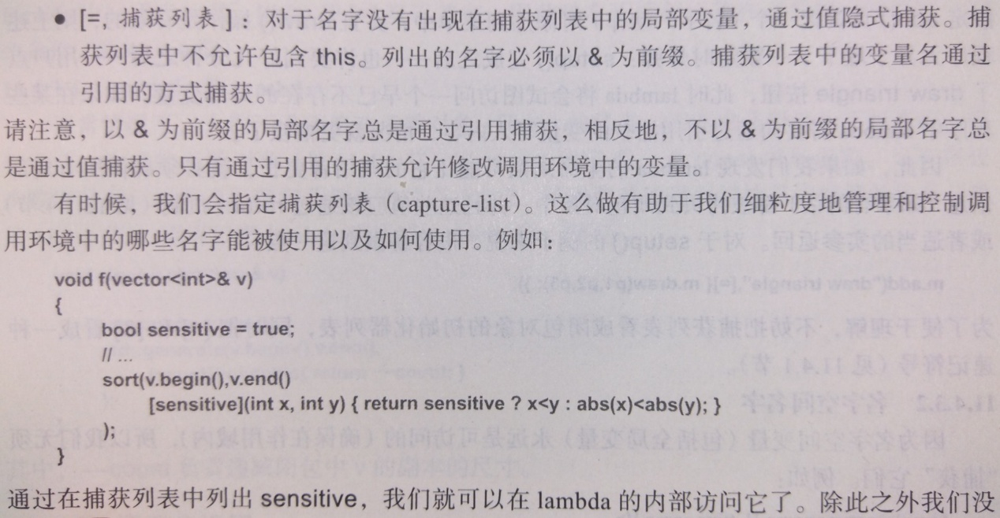 • [=, 捕获列表]：对于名字没有出现在捕获列表中的局部变量，通过值隐式捕获。捕
获列表中不允许包含 this。列出的名字必须以 & 为前缀。捕获列表中的变量名通过
引用的方式捕获。
请注意，以 & 为前缀的局部名字总是通过引用捕获，相反地，不以 & 为前缀的局部名字总
是通过值捕获。只有通过引用的捕获允许修改调用环境中的变量。
有时候，我们会指定捕获列表（capture-list）。这么做有助于我们细粒度地管理和控制调
用环境中的哪些名字能被使用以及如何使用。例如：
void f(vector<int>& v)
{
bool sensitive = true;
// ...
sort(v.begin(),v.end()
[sensitive](int x, int y) { return sensitive ? x<y : abs(x)<abs(y); }
);
}
通过在捕获列表中列出 sensitive，我们就可以在 lambda 的内部访问它了。除此之外我们没